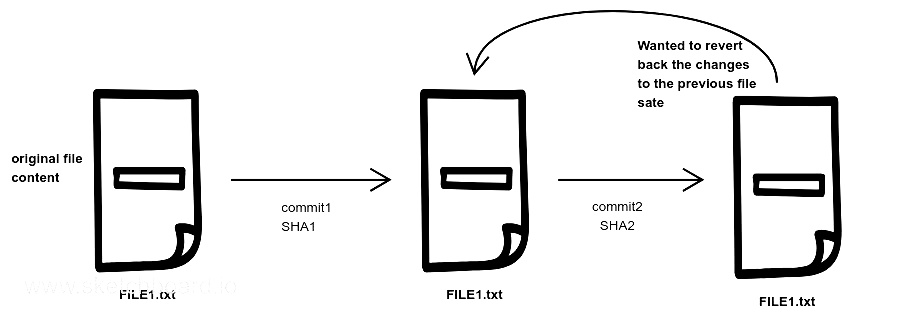 Wanted to revert
back the changes
to the previous file
sate
original file
content
commit1
SHA1
commit2
SHA2
www.sketchboard.io
FILE1.txt
FILE1.txt
FILE1.txt